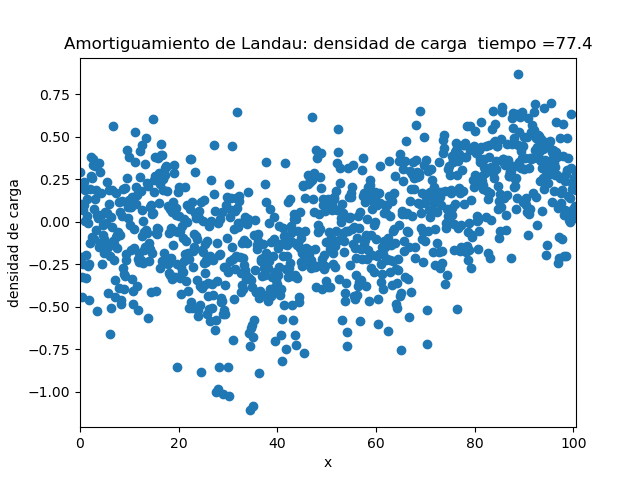 Amortiguamiento de Landau: densidad de carga  tiempo =77.4
densidad de carga
0.75
0.50
0.25
0.00
−0.25
−0.50
−0.75
−1.00
0 20 40 60 80 100
x